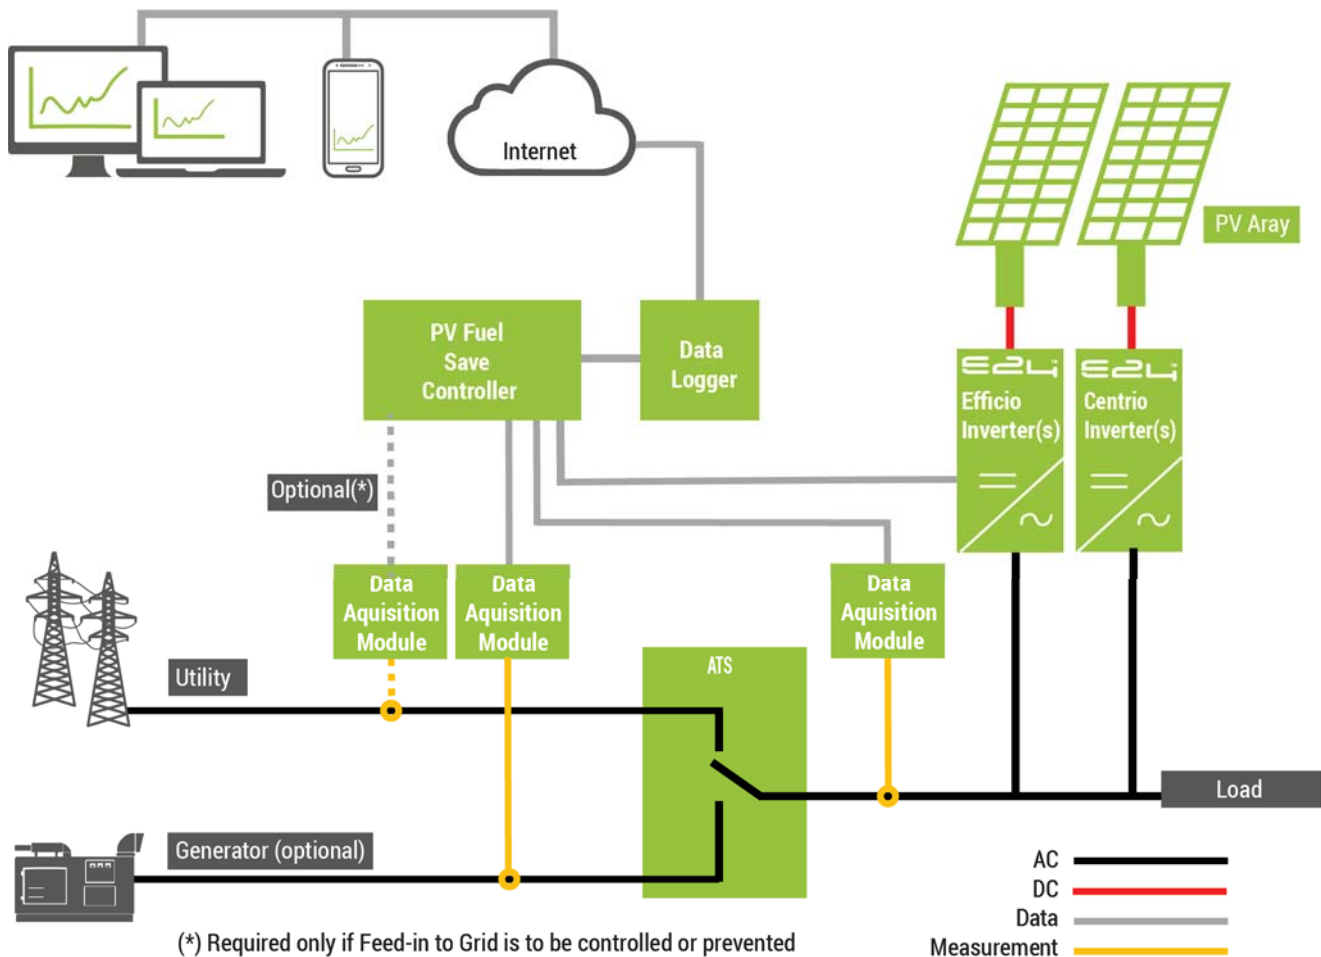 Internet
PV Aray
PV Fuel
Save
Controller
Data
Logger
E24™
Efficio
Inverter(s)
E24™
Centrio
Inverter(s)
Optional(*)
Data
Aquisition
Module
Data
Aquisition
Module
Data
Aquisition
Module
ATS
Utility
Load
Generator (optional)
AC
DC
Data
Measurement
(*) Required only if Feed-in to Grid is to be controlled or prevented